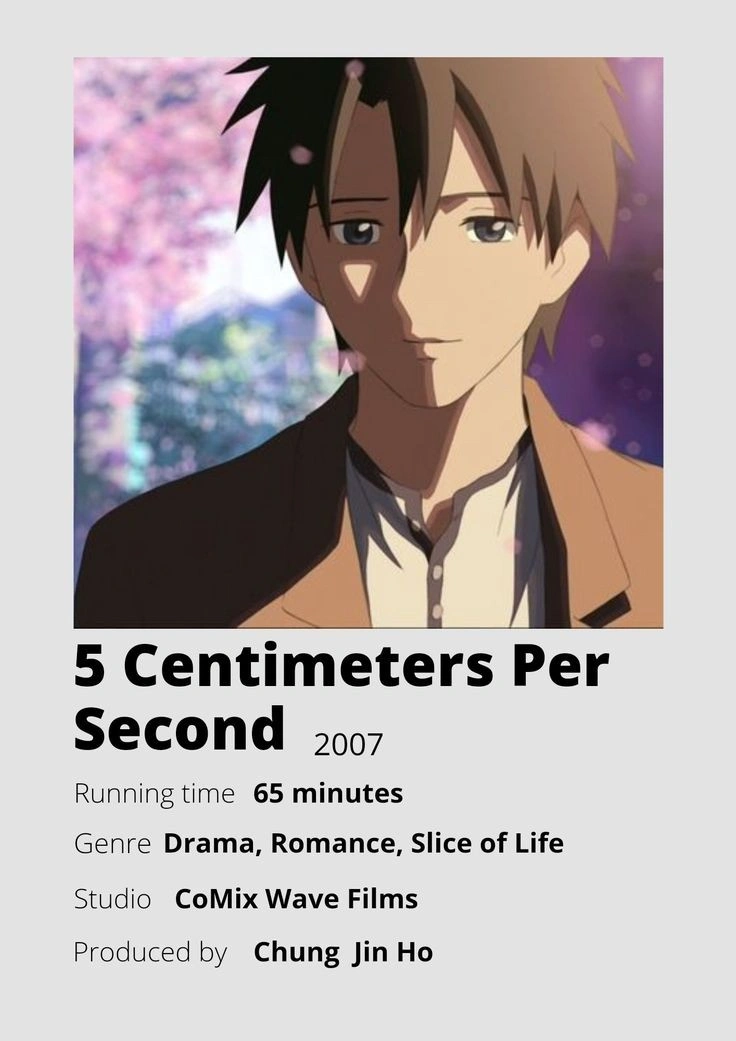 5 Centimeters Per
Second 2007
Running time 65 minutes
Genre Drama, Romance, Slice of Life
Studio CoMix Wave Films
Produced by Chung Jin Ho